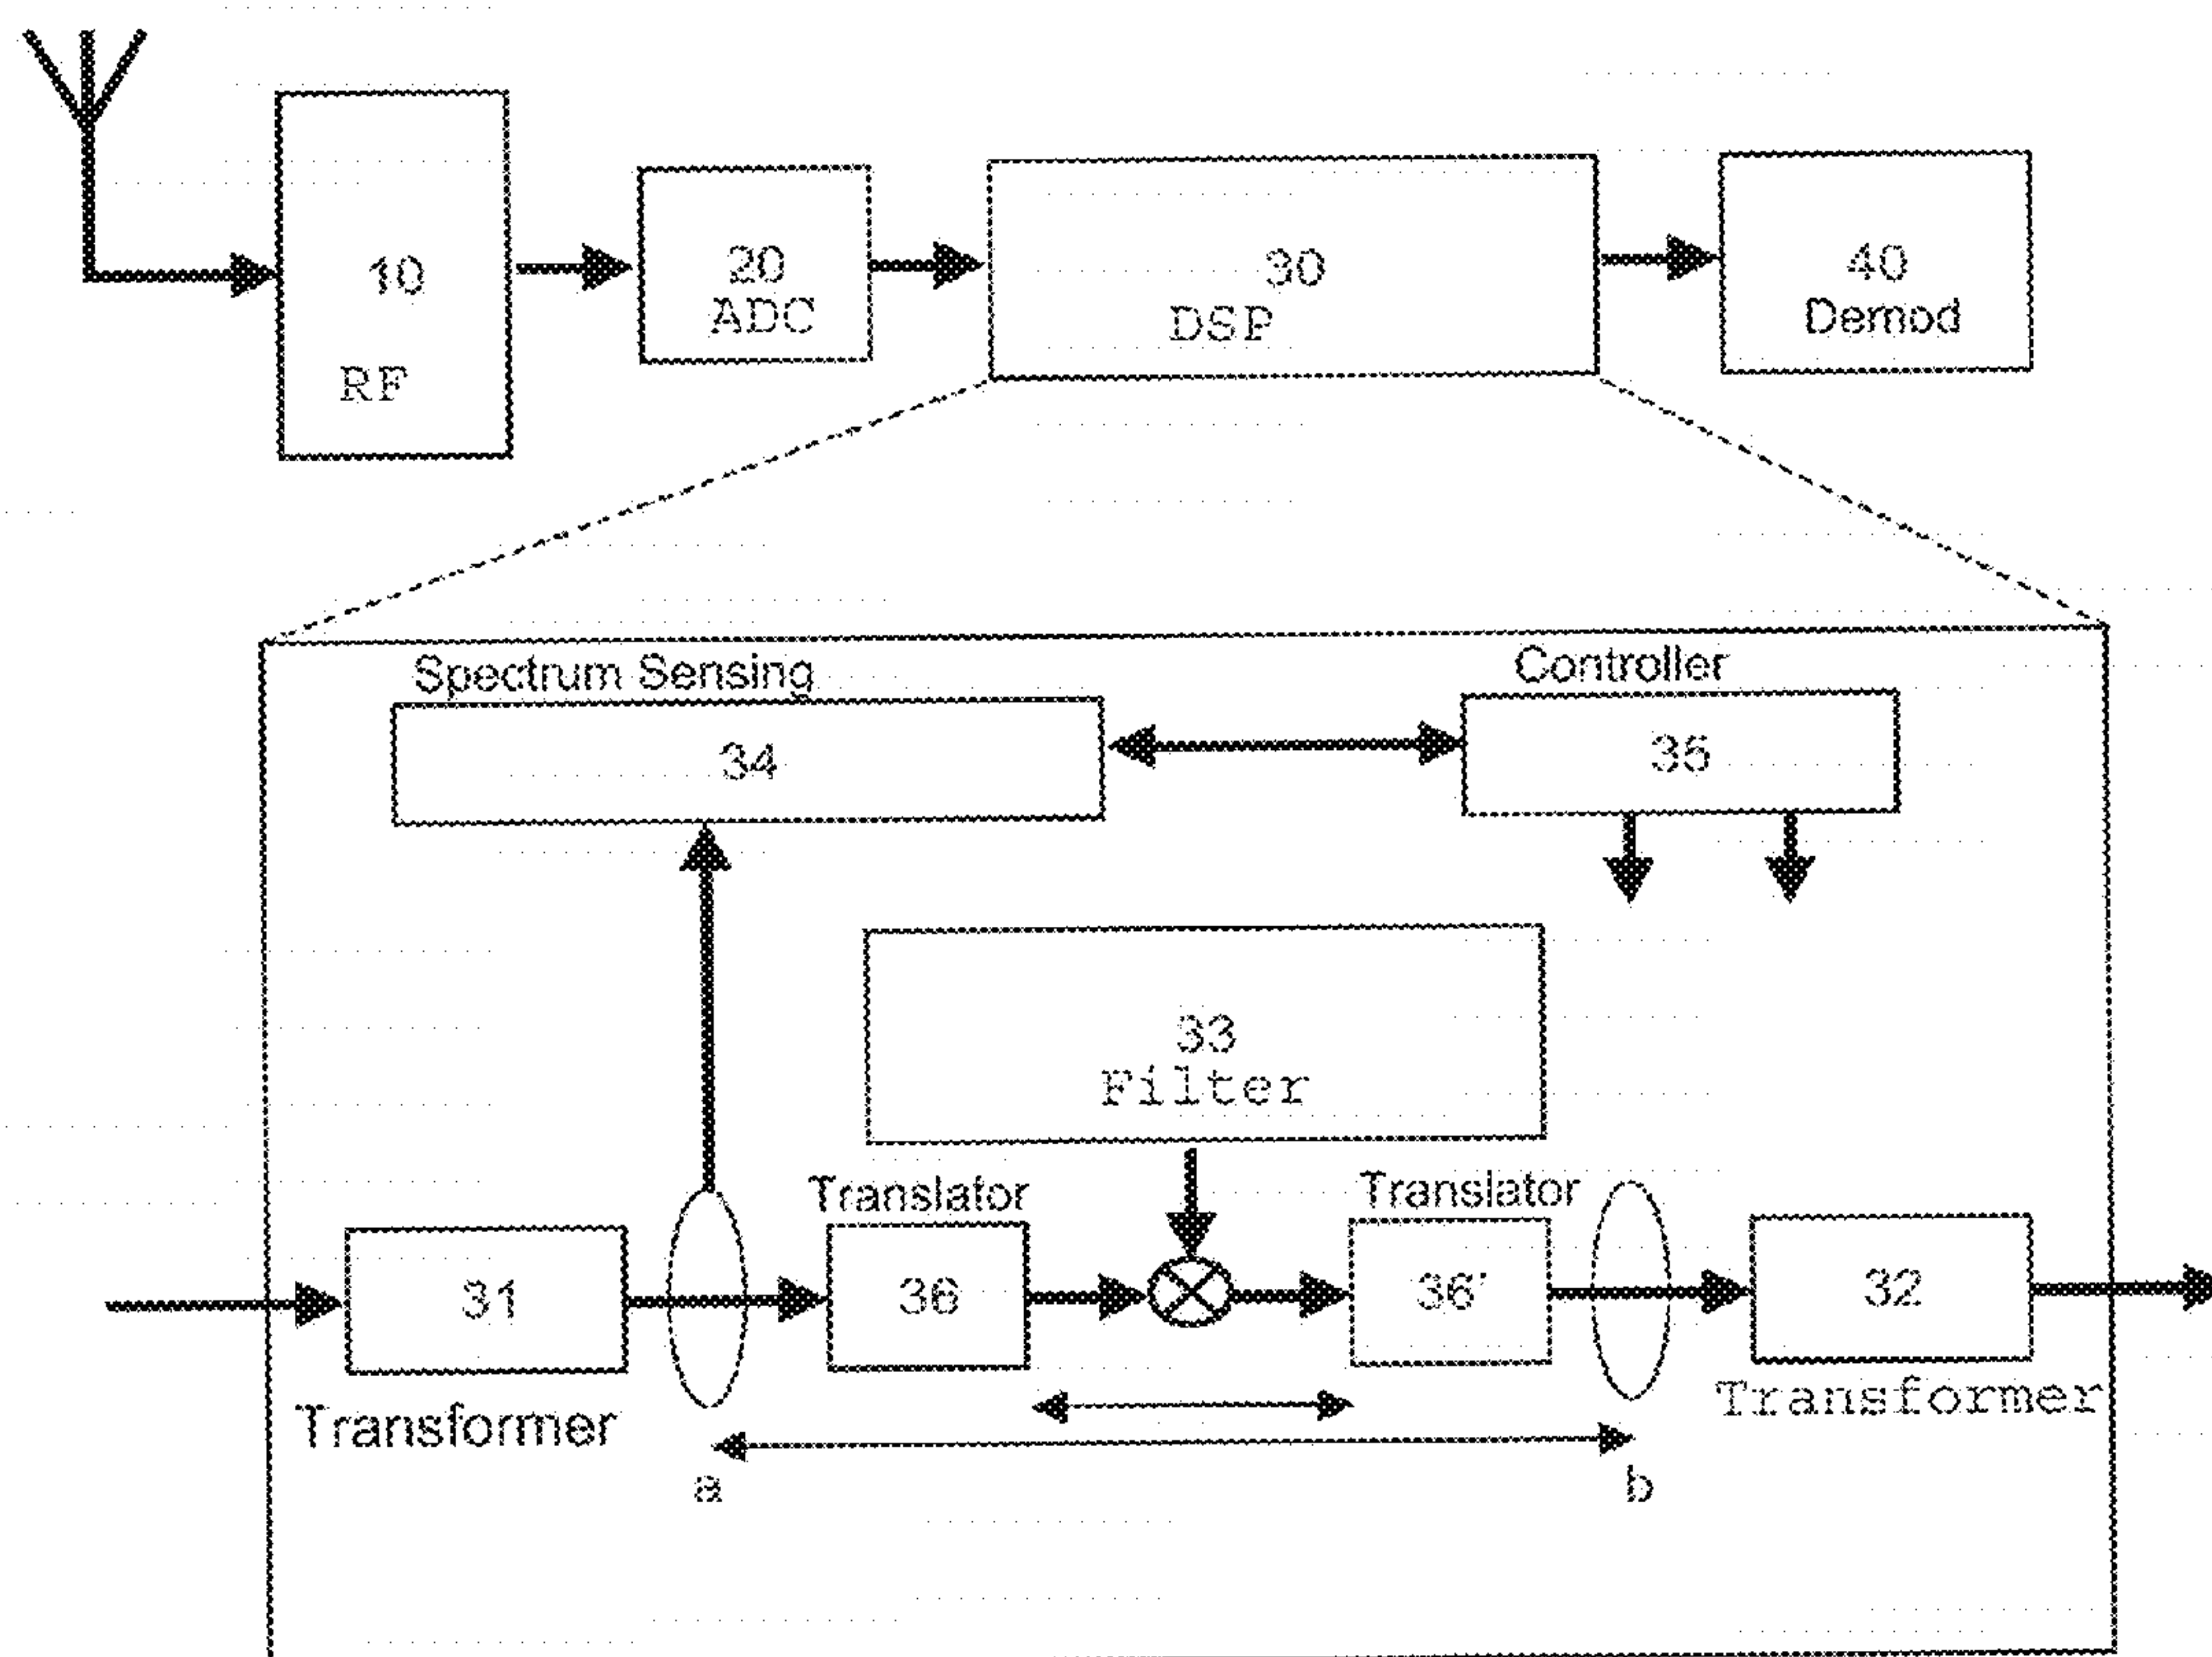 10
RF
20
ADC
30
DSP
40
Demod
Spectrum Sensing
34
Controller
35
33
Filter
Translator
36
Translator
36'
31
Transformer
32
Transformer
a
b